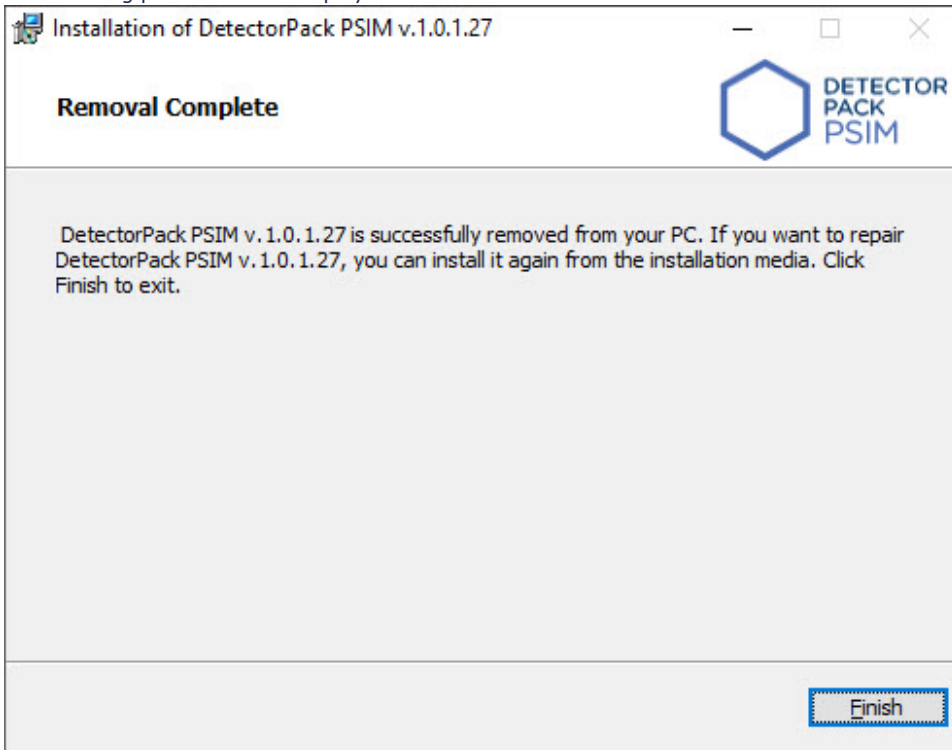 Installation of DetectorPack PSIM v.1.0.1.27
Removal Complete
DETECTOR
PACK
PSIM
DetectorPack PSIM v.1.0.1.27 is successfully removed from your PC. If you want to repair
DetectorPack PSIM v.1.0.1.27, you can install it again from the installation media. Click
Finish to exit.
Finish